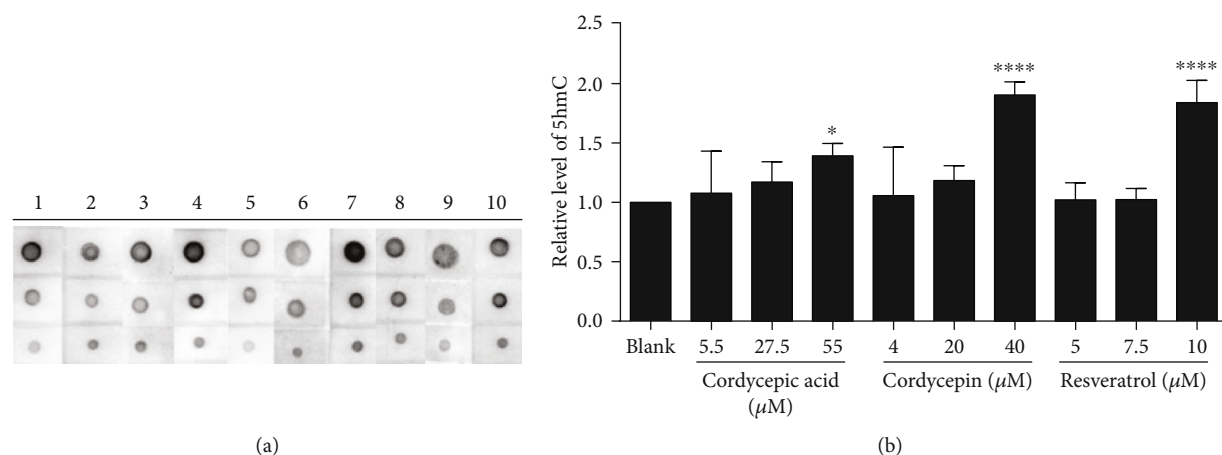 1 2 3 4 5 6 7 8 9 10
(a)
Relative level of 5hmC
2.5
2.0
1.5
1.0
0.5
0.0
****
****
*
Blank 5.5 27.5 55 4 20 40 5 7.5 10
Cordycepic acid Cordycepin (μM) Resveratrol (μM)
(μM)
(b)